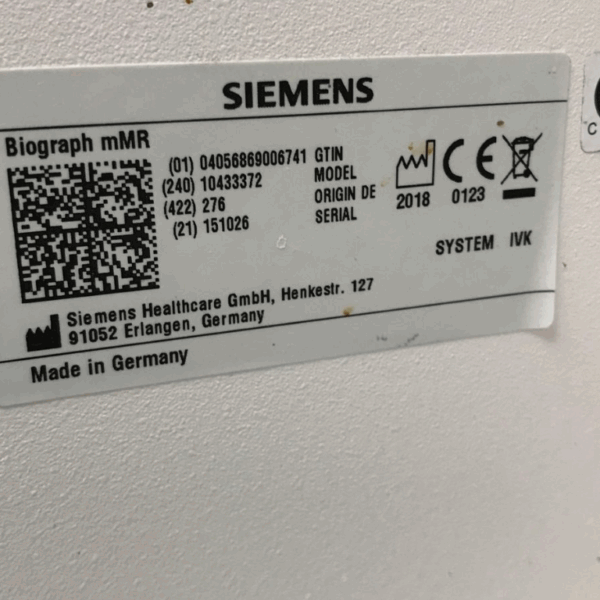 SIEMENS
Biograph mMR
(01) 04056869006741 GTIN
(240) 10433372 MODEL
(422) 276 ORIGIN DE
(21) 151026 SERIAL
2018 CE 0123
SYSTEM IVK
Siemens Healthcare GmbH, Henkestr. 127
91052 Erlangen, Germany
Made in Germany
°C